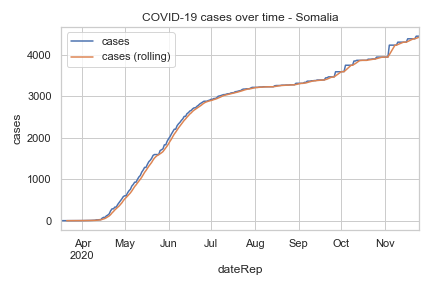 COVID-19 cases over time - Somalia
cases
cases (rolling)
4000
3000
2000
1000
0
cases
Apr May Jun Jul Aug Sep Oct Nov
2020
dateRep